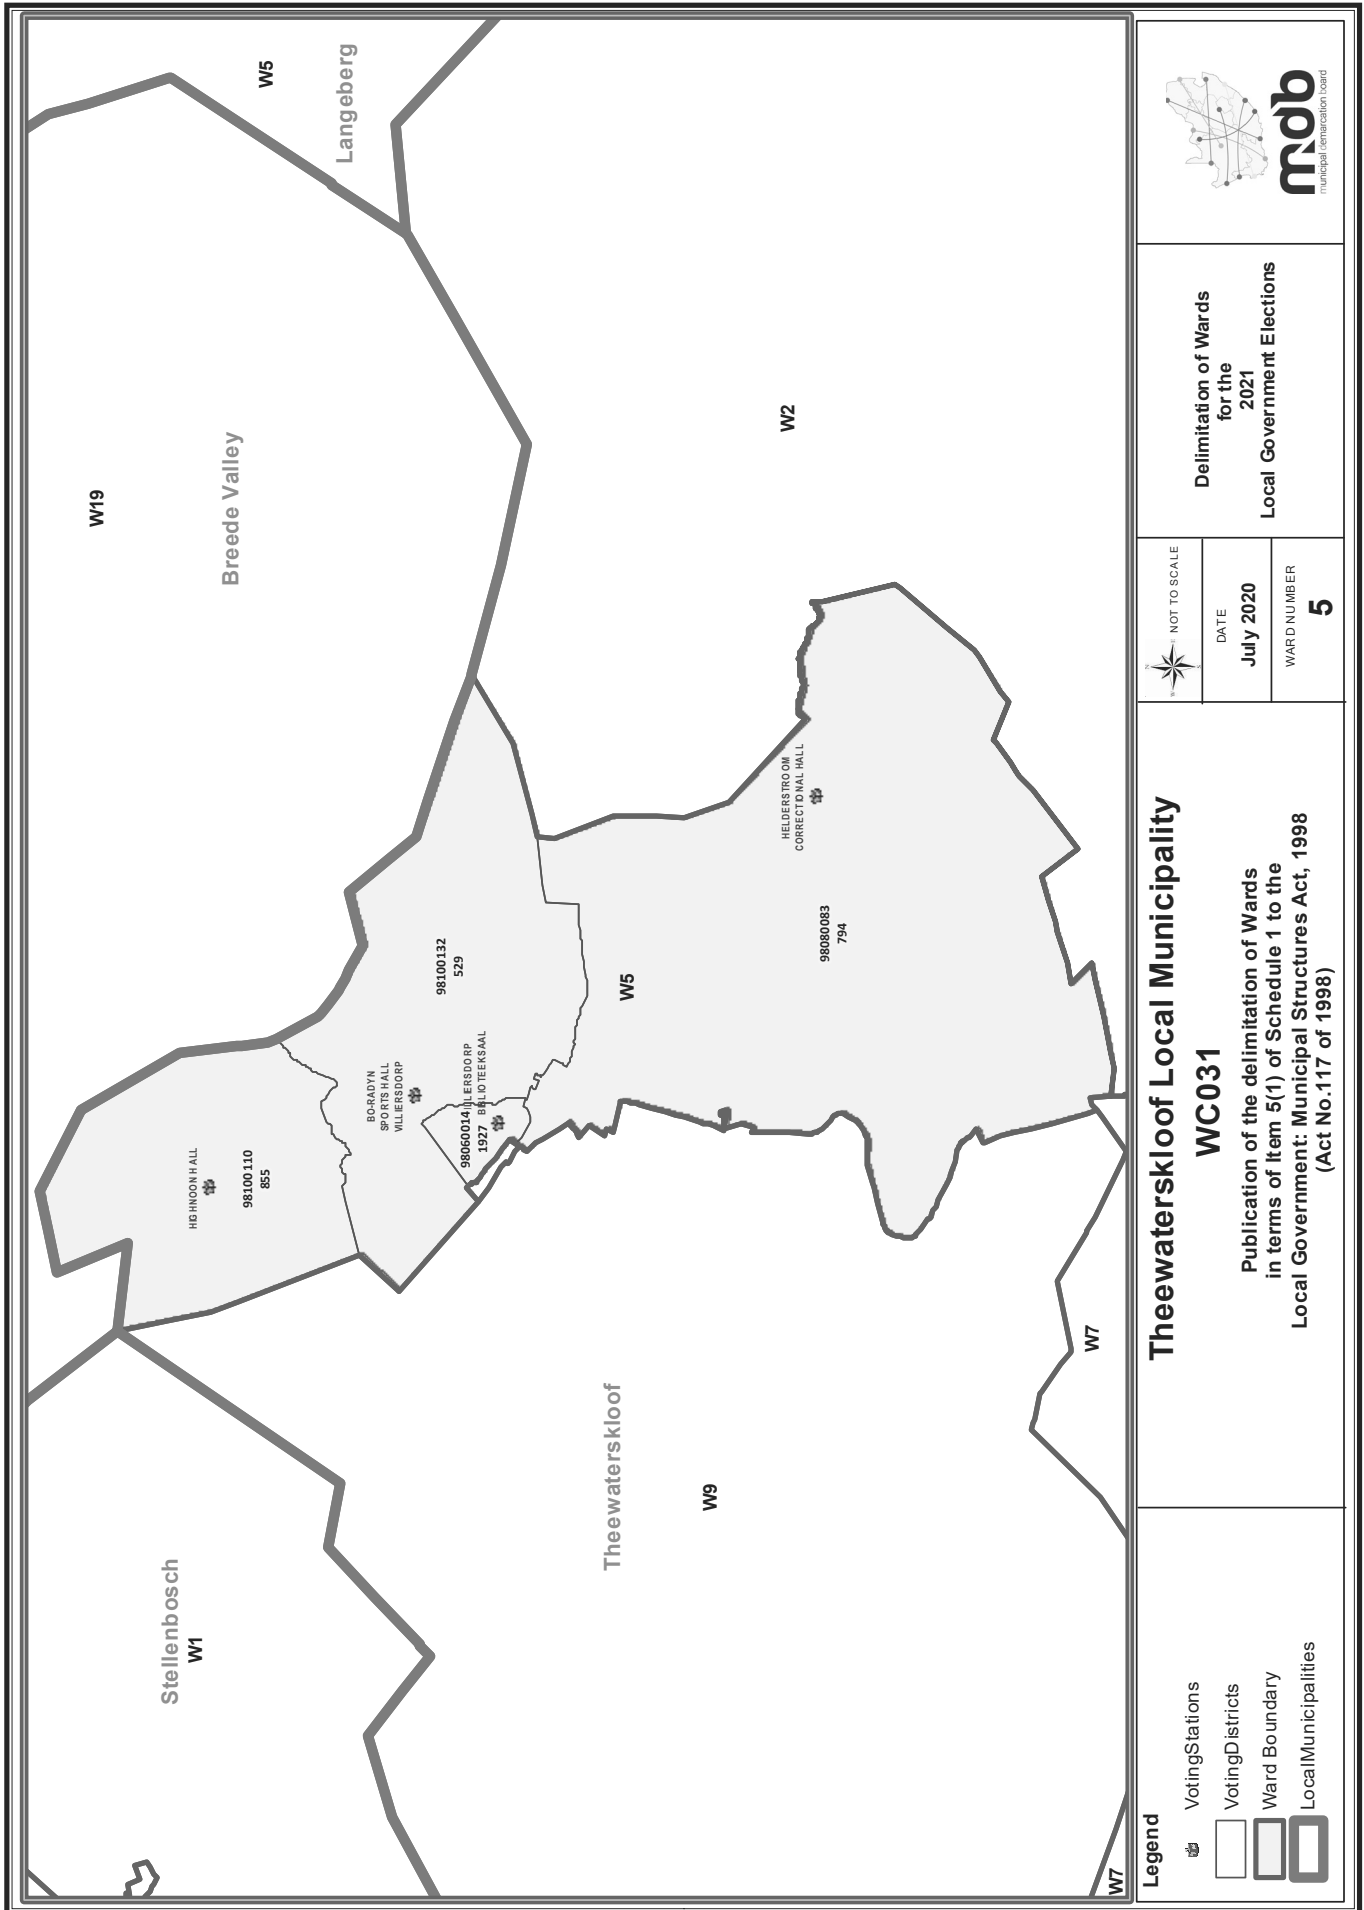 Stellenbosch
W1
W19
Breede Valley
W5
Langeberg
HIGHNOON HALL
98100110
855
BO-RADYN
SPORTS HALL
VILLIERSDORP
98100132
529
98060014
1927
ILLIERSDORP
BIBLIOTEEKSAAL
W5
HELDERSTROOM
CORRECTIONAL HALL
98080083
794
W2
Theewaterskloof
W9
W7
W7
Legend
VotingStations
VotingDistricts
Ward Boundary
LocalMunicipalities
Theewaterskloof Local Municipality
WC031
Publication of the delimitation of Wards
in terms of Item 5(1) of Schedule 1 to the
Local Government: Municipal Structures Act, 1998
(Act No.117 of 1998)
N
W
E
S
NOT TO SCALE
DATE
July 2020
WARD NUMBER
5
Delimitation of Wards
for the
2021
Local Government Elections
mdb
municipal demarcation board